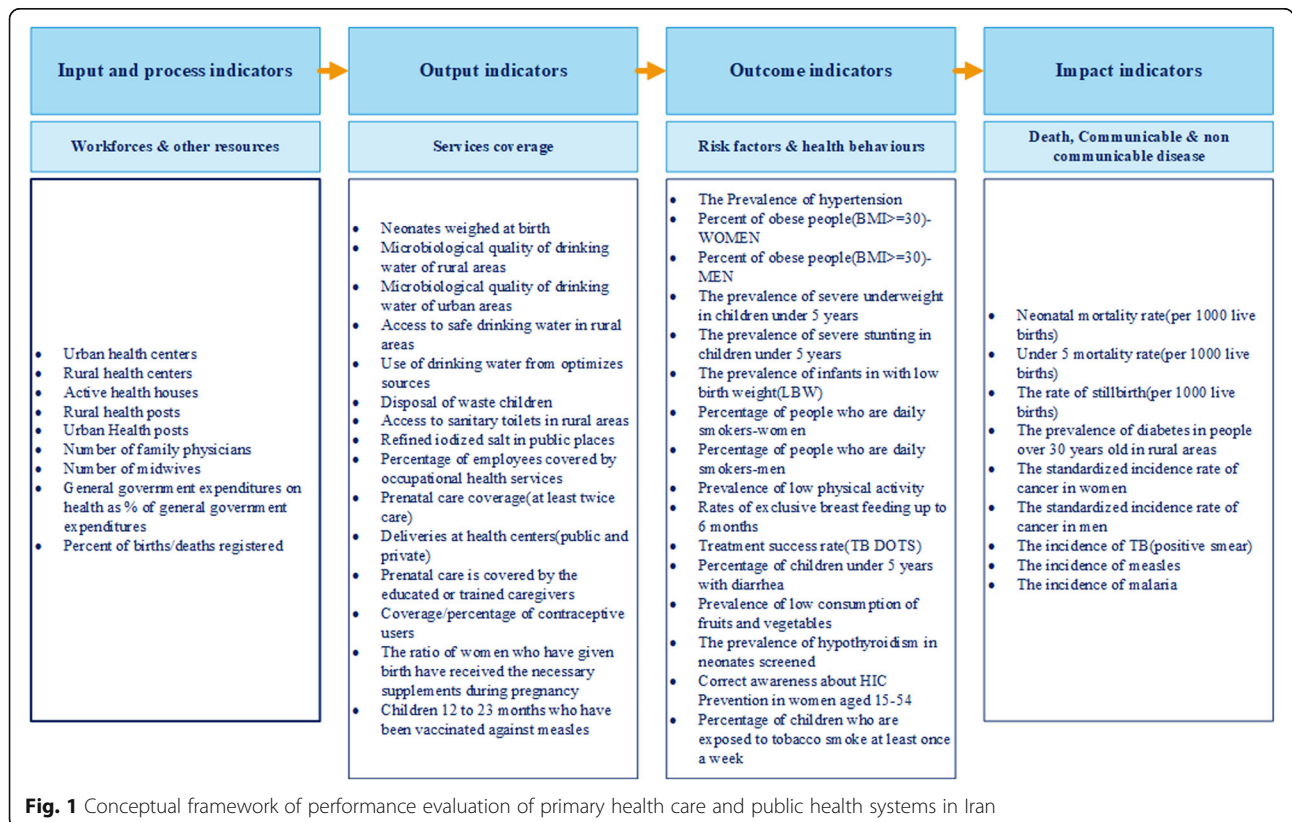 Input and process indicators
Output indicators
Outcome indicators
Impact indicators
Workforces & other resources
Services coverage
Risk factors & health behaviours
Death, Communicable & non
communicable disease
• Urban health centers
• Rural health centers
• Active health houses
• Rural health posts
• Urban Health posts
• Number of family physicians
• Number of midwives
• General government expenditures on
health as % of general government
expenditures
• Percent of births/deaths registered
• Neonates weighed at birth
• Microbiological quality of drinking
water of rural areas
• Microbiological quality of drinking
water of urban areas
• Access to safe drinking water in rural
areas
• Use of drinking water from optimizes
sources
• Disposal of waste children
• Access to sanitary toilets in rural areas
• Refined iodized salt in public places
• Percentage of employees covered by
occupational health services
• Prenatal care coverage(at least twice
care)
• Deliveries at health centers(public and
private)
• Prenatal care is covered by the
educated or trained caregivers
• Coverage/percentage of contraceptive
users
• The ratio of women who have given
birth have received the necessary
supplements during pregnancy
• Children 12 to 23 months who have
been vaccinated against measles
• The Prevalence of hypertension
• Percent of obese people(BMI>=30)-
WOMEN
• Percent of obese people(BMI>=30)-
MEN
• The prevalence of severe underweight
in children under 5 years
• The prevalence of severe stunting in
children under 5 years
• The prevalence of infants in with low
birth weight(LBW)
• Percentage of people who are daily
smokers-women
• Percentage of people who are daily
smokers-men
• Prevalence of low physical activity
• Rates of exclusive breast feeding up to
6 months
• Treatment success rate(TB DOTS)
• Percentage of children under 5 years
with diarrhea
• Prevalence of low consumption of
fruits and vegetables
• The prevalence of hypothyroidism in
neonates screened
• Correct awareness about HIC
Prevention in women aged 15-54
• Percentage of children who are
exposed to tobacco smoke at least once
a week
• Neonatal mortality rate(per 1000 live
births)
• Under 5 mortality rate(per 1000 live
births)
• The rate of stillbirth(per 1000 live
births)
• The prevalence of diabetes in people
over 30 years old in rural areas
• The standardized incidence rate of
cancer in women
• The standardized incidence rate of
cancer in men
• The incidence of TB(positive smear)
• The incidence of measles
• The incidence of malaria
Fig. 1 Conceptual framework of performance evaluation of primary health care and public health systems in Iran